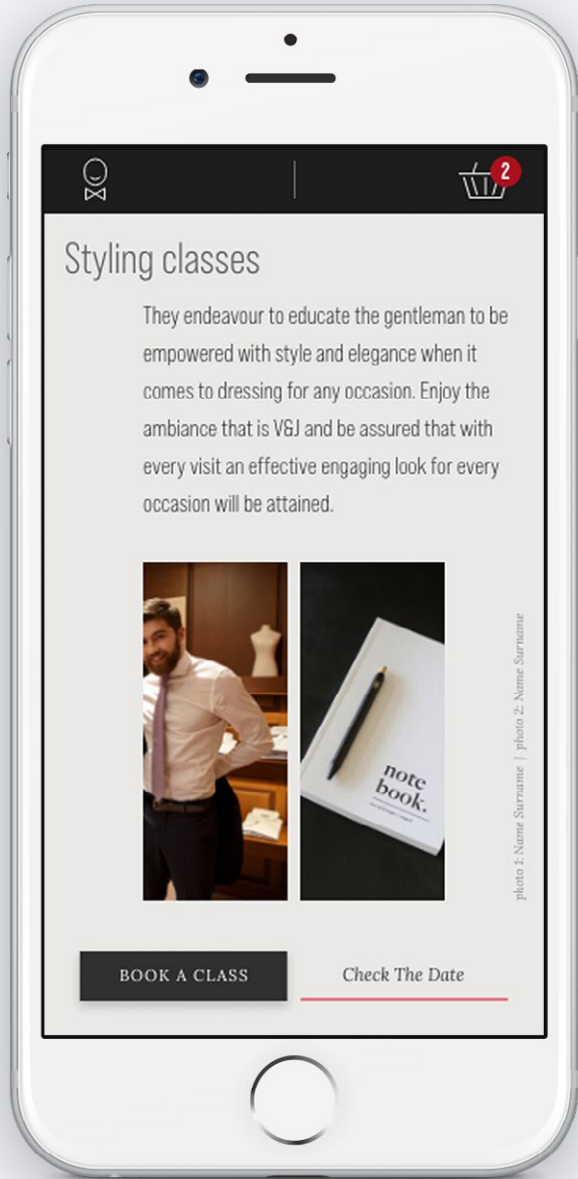 2
Styling classes
They endeavour to educate the gentleman to be
empowered with style and elegance when it
comes to dressing for any occasion. Enjoy the
ambiance that is V&J and be assured that with
every visit an effective engaging look for every
occasion will be attained.
note
book.
photo 1: Name Surname | photo 2: Name Surname
BOOK A CLASS
Check The Date